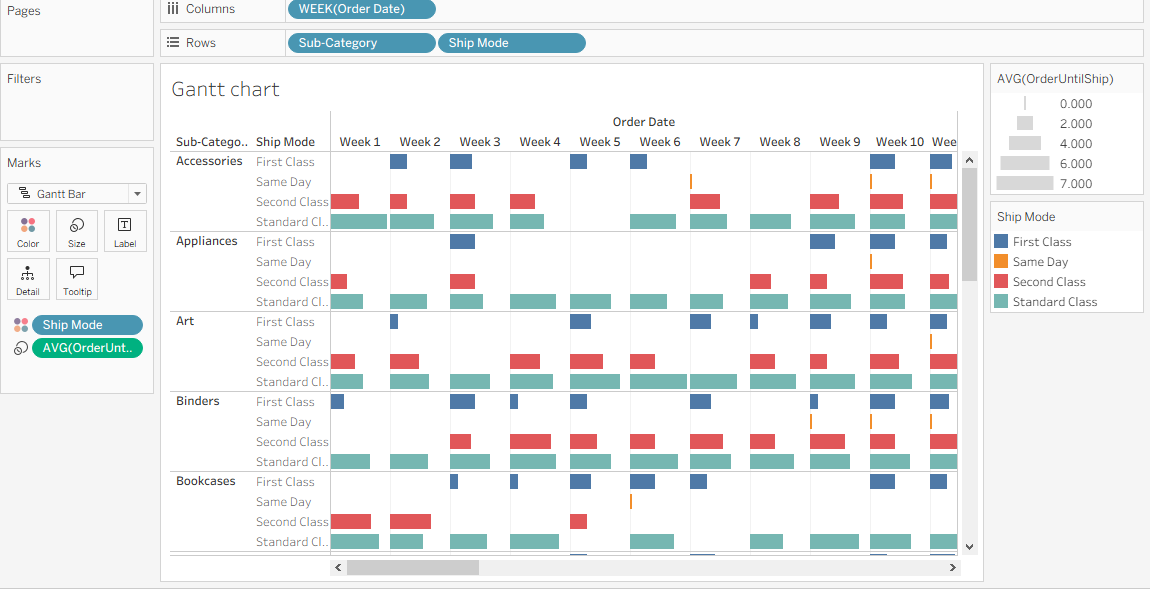 Pages
Columns
WEEK(Order Date)
Rows
Sub-Category
Ship Mode
Filters
Marks
Gantt Bar
Color
Size
Label
Detail
Tooltip
Ship Mode
AVG(OrderUnt..
Gantt chart
Order Date
Sub-Catego.. Ship Mode Week 1 Week 2 Week 3 Week 4 Week 5 Week 6 Week 7 Week 8 Week 9 Week 10 Wee
Accessories First Class
Same Day
Second Class
Standard Cl..
Appliances First Class
Same Day
Second Class
Standard Cl..
Art First Class
Same Day
Second Class
Standard Cl..
Binders First Class
Same Day
Second Class
Standard Cl..
Bookcases First Class
Same Day
Second Class
Standard Cl..
AVG(OrderUntilShip)
0.000
2.000
4.000
6.000
7.000
Ship Mode
First Class
Same Day
Second Class
Standard Class